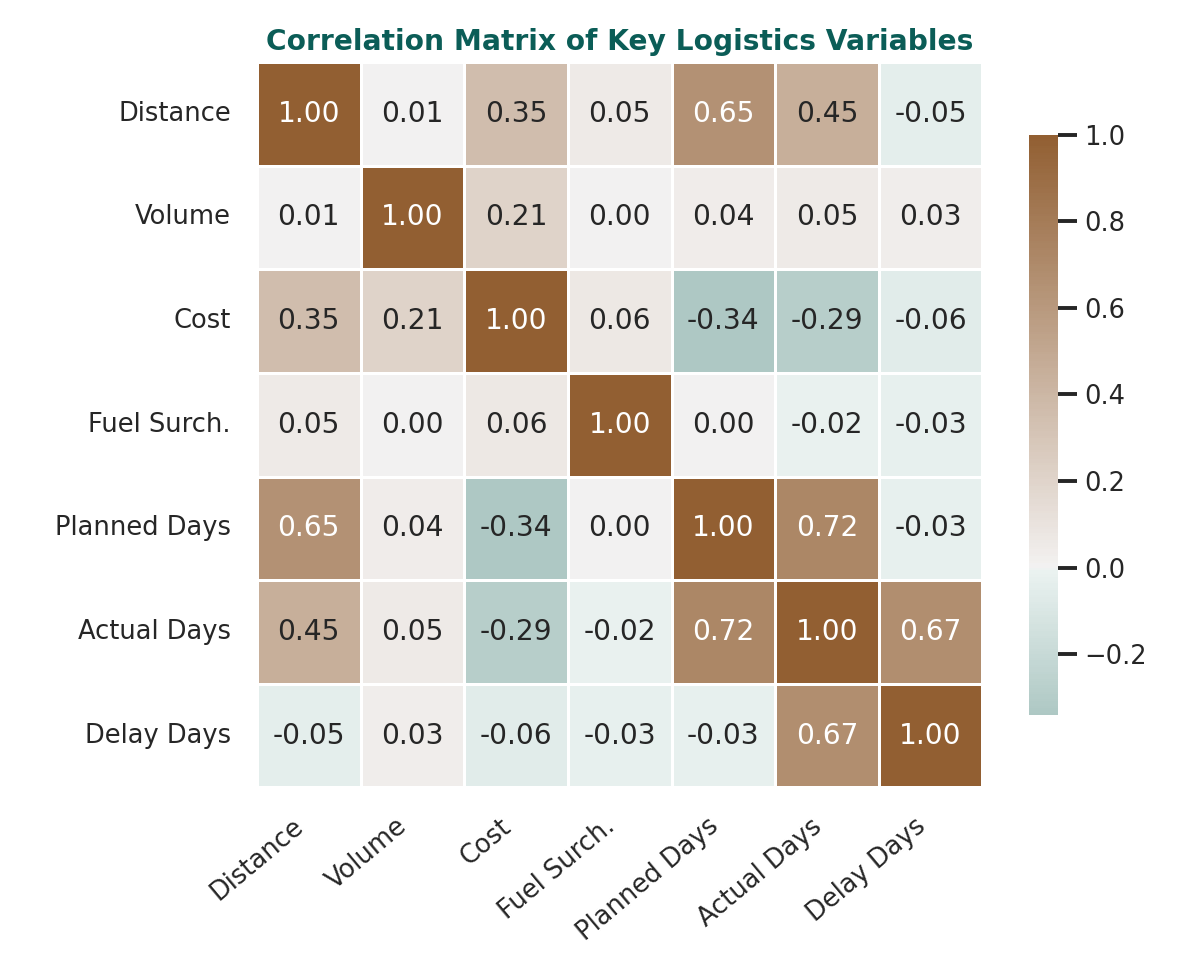 Correlation Matrix of Key Logistics Variables
Distance 1.00 0.01 0.35 0.05 0.65 0.45 -0.05
Volume 0.01 1.00 0.21 0.00 0.04 0.05 0.03
Cost 0.35 0.21 1.00 0.06 -0.34 -0.29 -0.06
Fuel Surch. 0.05 0.00 0.06 1.00 0.00 -0.02 -0.03
Planned Days 0.65 0.04 -0.34 0.00 1.00 0.72 -0.03
Actual Days 0.45 0.05 -0.29 -0.02 0.72 1.00 0.67
Delay Days -0.05 0.03 -0.06 -0.03 -0.03 0.67 1.00
Distance Volume Cost Fuel Surch. Planned Days Actual Days Delay Days
1.0
0.8
0.6
0.4
0.2
0.0
−0.2